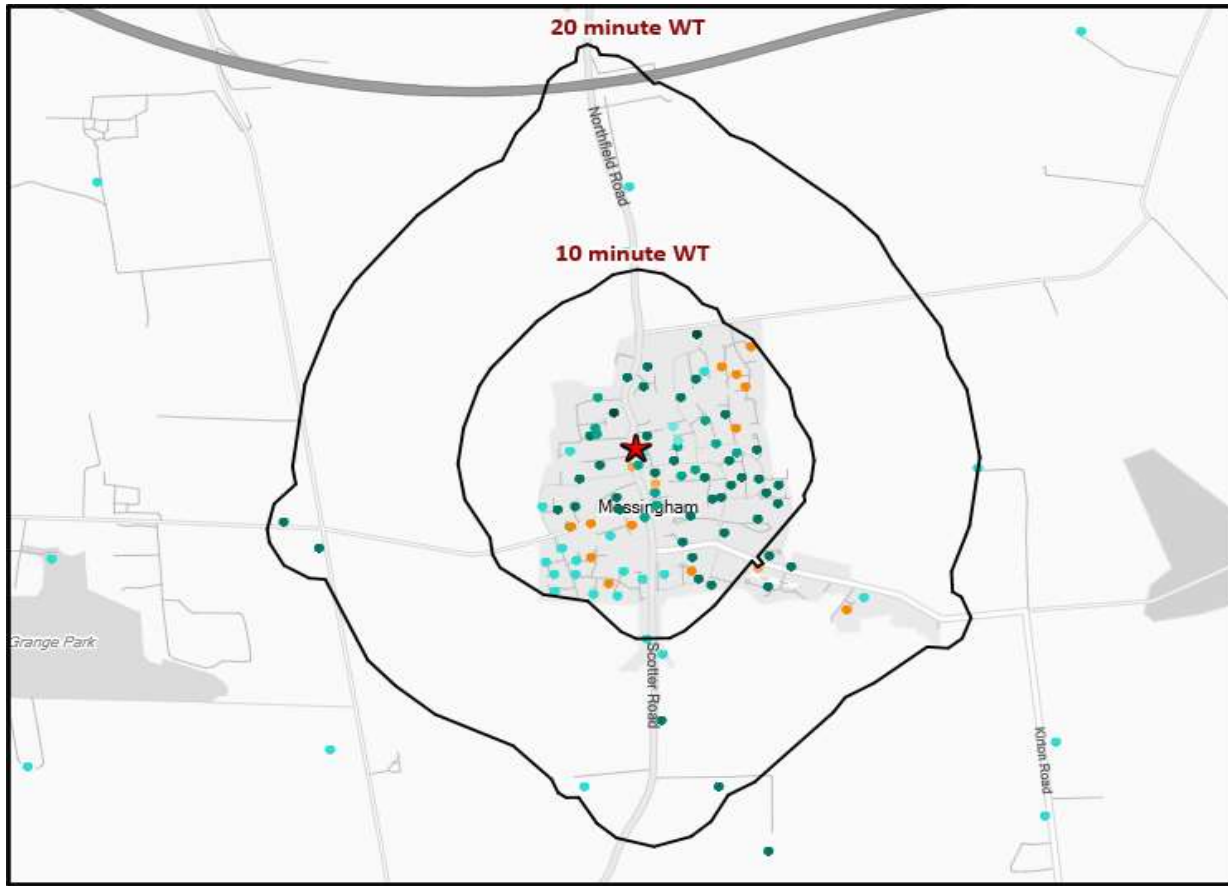 20 minute WT
Northfield Road
10 minute WT
Messingham
Grange Park
Scotter Road
Kirton Road